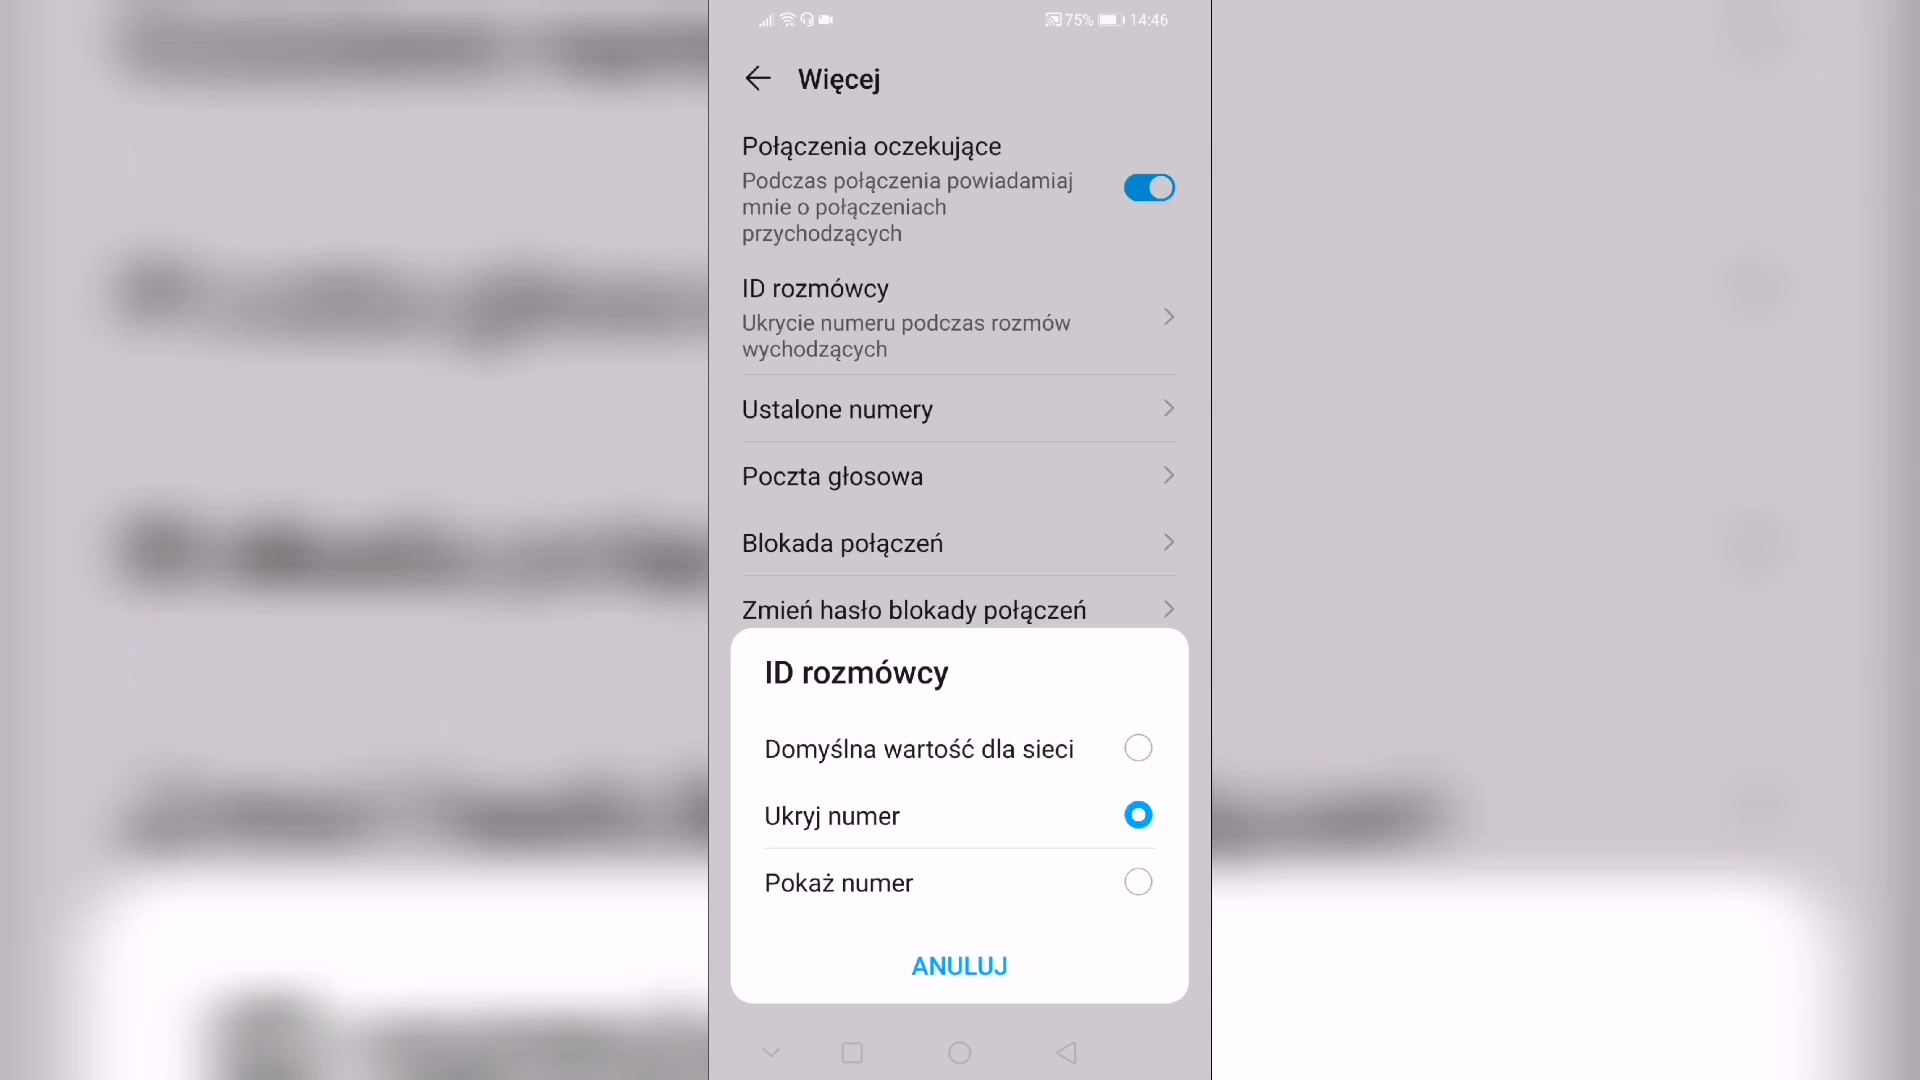 75% 14:46
Więcej
Połączenia oczekujące
Podczas połączenia powiadamiaj
mnie o połączeniach
przychodzących
ID rozmówcy
Ukrycie numeru podczas rozmów
wychodzących
Ustalone numery
Poczta głosowa
Blokada połączeń
Zmień hasło blokady połączeń
ID rozmówcy
Domyślna wartość dla sieci
Ukryj numer
Pokaż numer
ANULUJ